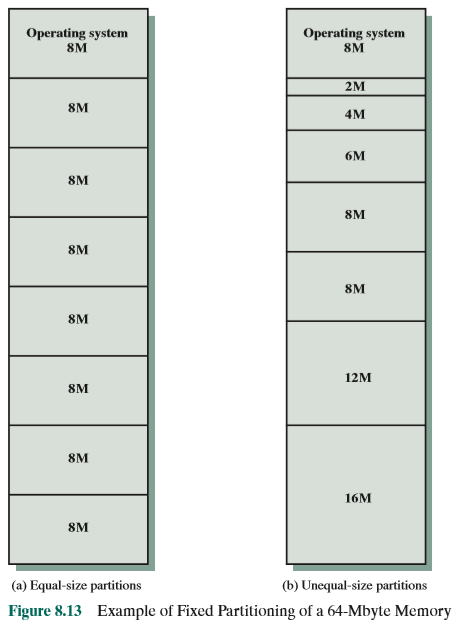 Operating system
8M
8M
8M
8M
8M
8M
8M
8M
(a) Equal-size partitions
Operating system
8M
2M
4M
6M
8M
8M
12M
16M
(b) Unequal-size partitions
Figure 8.13 Example of Fixed Partitioning of a 64-Mbyte Memory